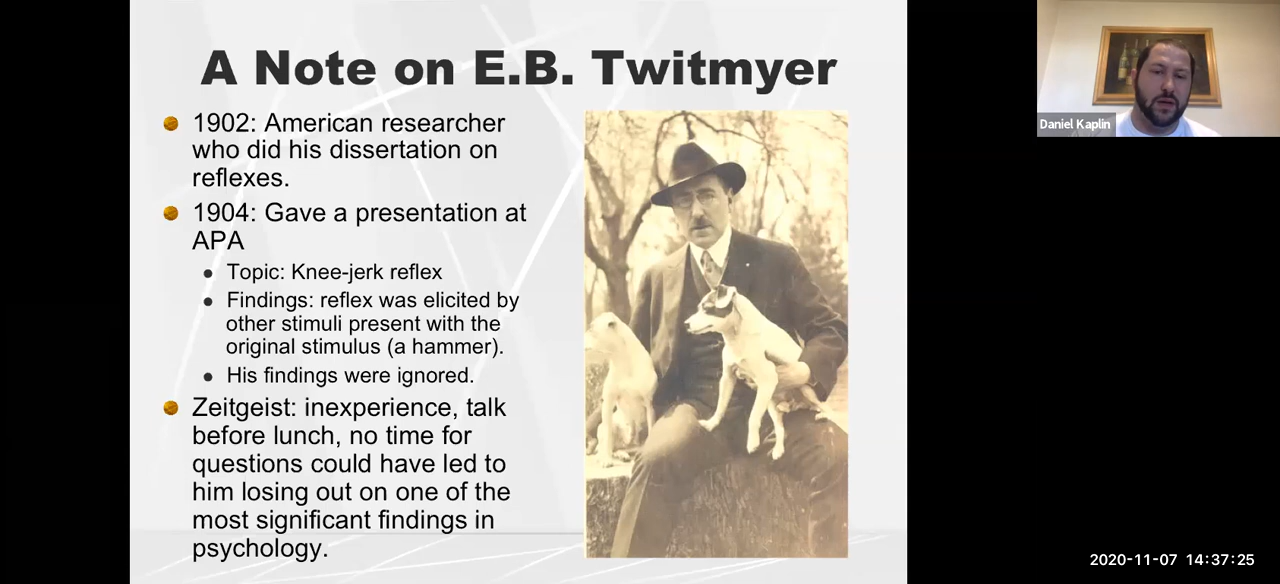 A Note on E.B. Twitmyer
1902: American researcher
who did his dissertation on
reflexes.
1904: Gave a presentation at
APA
Topic: Knee-jerk reflex
Findings: reflex was elicited by
other stimuli present with the
original stimulus (a hammer).
His findings were ignored.
Zeitgeist: inexperience, talk
before lunch, no time for
questions could have led to
him losing out on one of the
most significant findings in
psychology.
Daniel Kaplin
2020-11-07 14:37:25